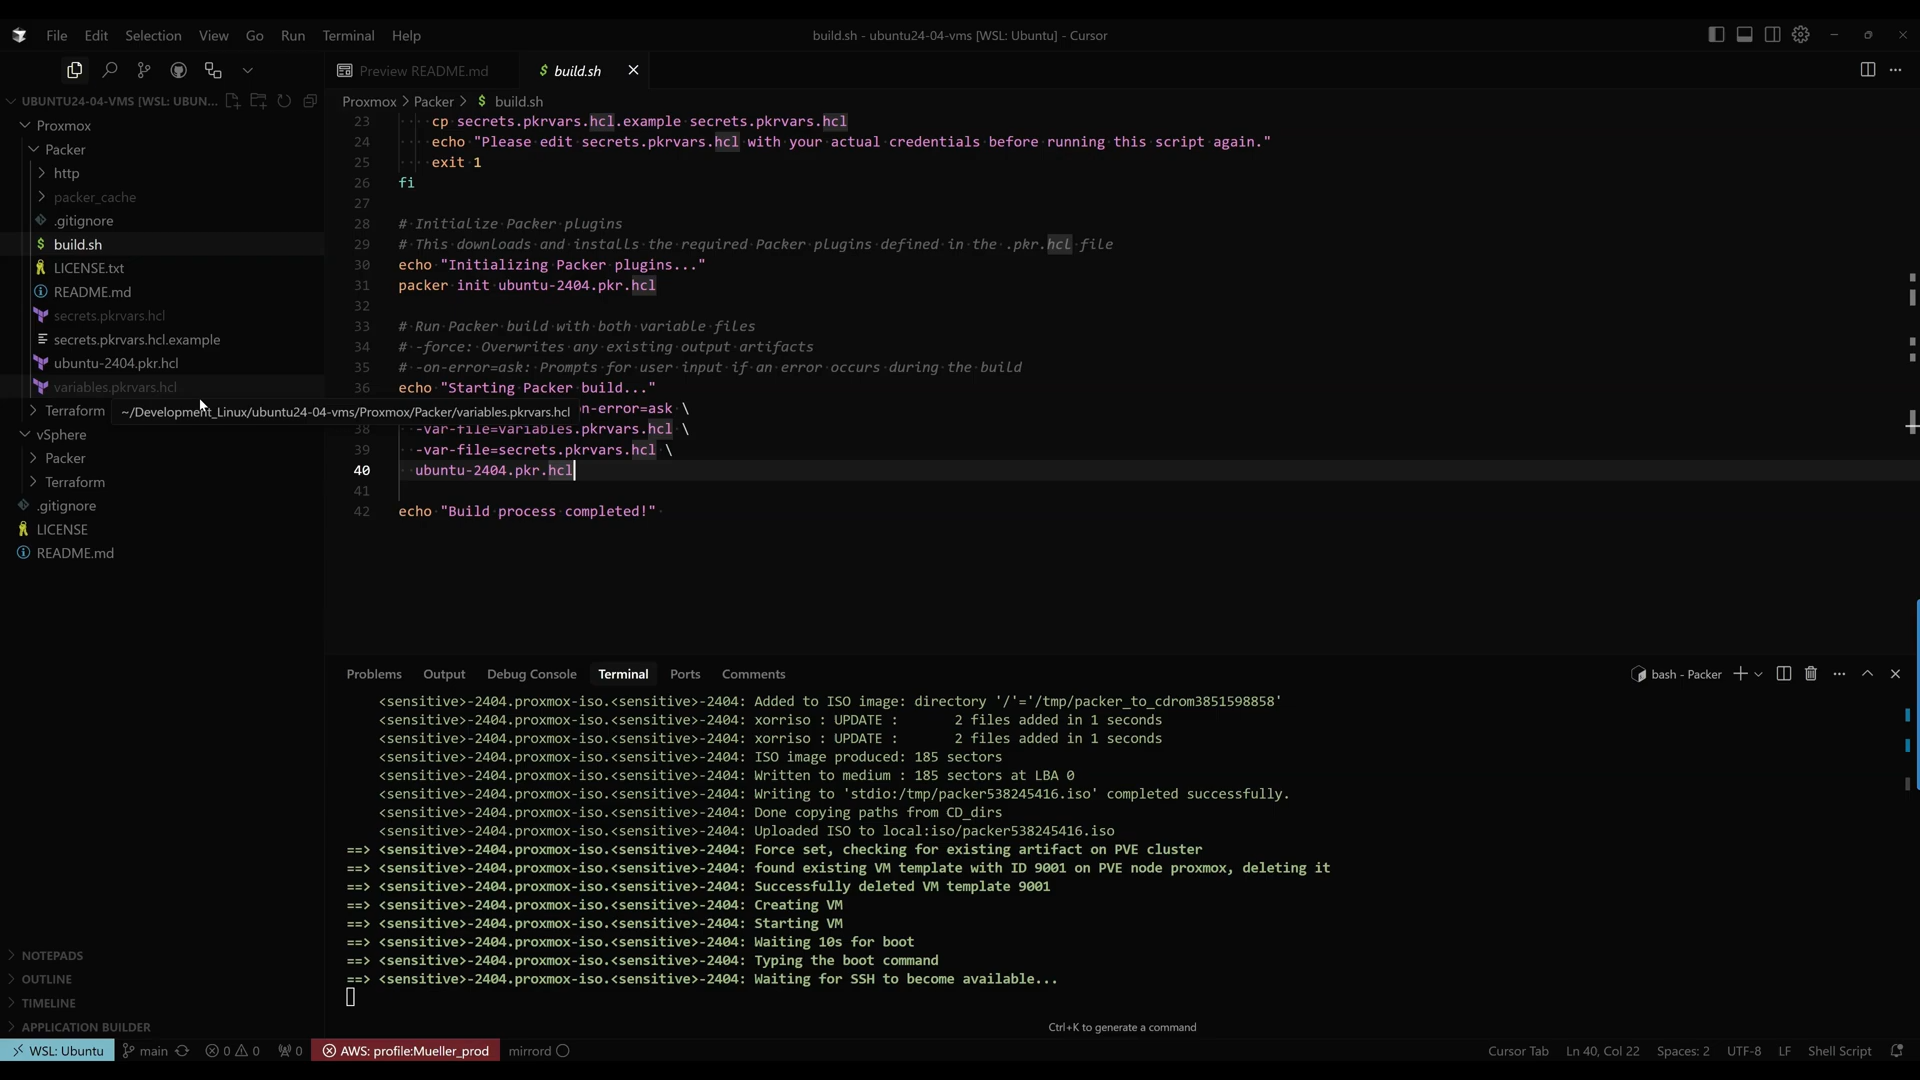 File Edit Selection View Go Run Terminal Help
build.sh - ubuntu24-04-vms [WSL: Ubuntu] - Cursor
Preview README.md
$ build.sh
UBUNTU24-04-VMS [WSL: UBUN...
Proxmox
Packer
http
packer_cache
.gitignore
$ build.sh
LICENSE.txt
README.md
secrets.pkrvars.hcl
secrets.pkrvars.hcl.example
ubuntu-2404.pkr.hcl
variables.pkrvars.hcl
Terraform
vSphere
Packer
Terraform
.gitignore
LICENSE
README.md
NOTEPADS
OUTLINE
TIMELINE
APPLICATION BUILDER
Proxmox > Packer > $ build.sh
23 cp secrets.pkrvars.hcl.example secrets.pkrvars.hcl
24 echo "Please edit secrets.pkrvars.hcl with your actual credentials before running this script again."
25 exit 1
26 fi
27
28 # Initialize Packer plugins
29 # This downloads and installs the required Packer plugins defined in the .pkr.hcl file
30 echo "Initializing Packer plugins..."
31 packer init ubuntu-2404.pkr.hcl
32
33 # Run Packer build with both variable files
34 # -force: Overwrites any existing output artifacts
35 # -on-error=ask: Prompts for user input if an error occurs during the build
36 echo "Starting Packer build..."
~/Development_Linux/ubuntu24-04-vms/Proxmox/Packer/variables.pkrvars.hcl
n-error=ask \
38 -var-file=variables.pkrvars.hcl \
39 -var-file=secrets.pkrvars.hcl \
40 ubuntu-2404.pkr.hcl
41
42 echo "Build process completed!"
Problems Output Debug Console Terminal Ports Comments
bash - Packer
<sensitive>-2404.proxmox-iso.<sensitive>-2404: Added to ISO image: directory '/'='/tmp/packer_to_cdrom3851598858'
<sensitive>-2404.proxmox-iso.<sensitive>-2404: xorriso : UPDATE : 2 files added in 1 seconds
<sensitive>-2404.proxmox-iso.<sensitive>-2404: xorriso : UPDATE : 2 files added in 1 seconds
<sensitive>-2404.proxmox-iso.<sensitive>-2404: ISO image produced: 185 sectors
<sensitive>-2404.proxmox-iso.<sensitive>-2404: Written to medium : 185 sectors at LBA 0
<sensitive>-2404.proxmox-iso.<sensitive>-2404: Writing to 'stdio:/tmp/packer538245416.iso' completed successfully.
<sensitive>-2404.proxmox-iso.<sensitive>-2404: Done copying paths from CD_dirs
<sensitive>-2404.proxmox-iso.<sensitive>-2404: Uploaded ISO to local:iso/packer538245416.iso
==> <sensitive>-2404.proxmox-iso.<sensitive>-2404: Force set, checking for existing artifact on PVE cluster
==> <sensitive>-2404.proxmox-iso.<sensitive>-2404: found existing VM template with ID 9001 on PVE node proxmox, deleting it
==> <sensitive>-2404.proxmox-iso.<sensitive>-2404: Successfully deleted VM template 9001
==> <sensitive>-2404.proxmox-iso.<sensitive>-2404: Creating VM
==> <sensitive>-2404.proxmox-iso.<sensitive>-2404: Starting VM
==> <sensitive>-2404.proxmox-iso.<sensitive>-2404: Waiting 10s for boot
==> <sensitive>-2404.proxmox-iso.<sensitive>-2404: Typing the boot command
==> <sensitive>-2404.proxmox-iso.<sensitive>-2404: Waiting for SSH to become available...
Ctrl+K to generate a command
WSL: Ubuntu main 0 0 0 AWS: profile:Mueller_prod mirrord
Cursor Tab Ln 40, Col 22 Spaces: 2 UTF-8 LF Shell Script